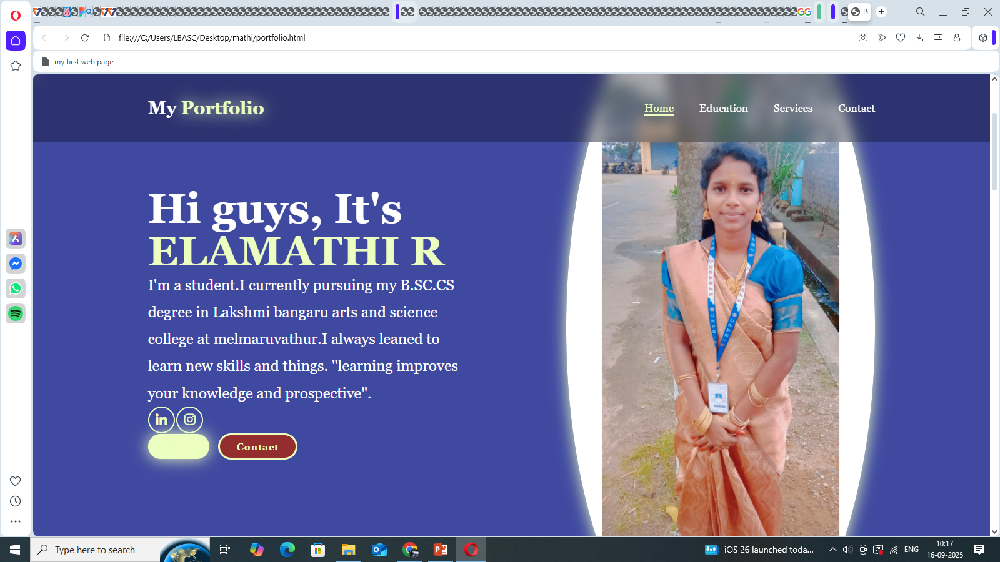 P
file:///C:/Users/LBASC/Desktop/mathi/portfolio.html
my first web page
My Portfolio
Home Education Services Contact
Hi guys, It's
ELAMATHI R
I'm a student.I currently pursuing my B.SC.CS
degree in Lakshmi bangaru arts and science
college at melmaruvathur.I always leaned to
learn new skills and things. "learning improves
your knowledge and prospective".
in
Contact
Type here to search
iOS 26 launched toda...
ENG
10:17
16-09-2025